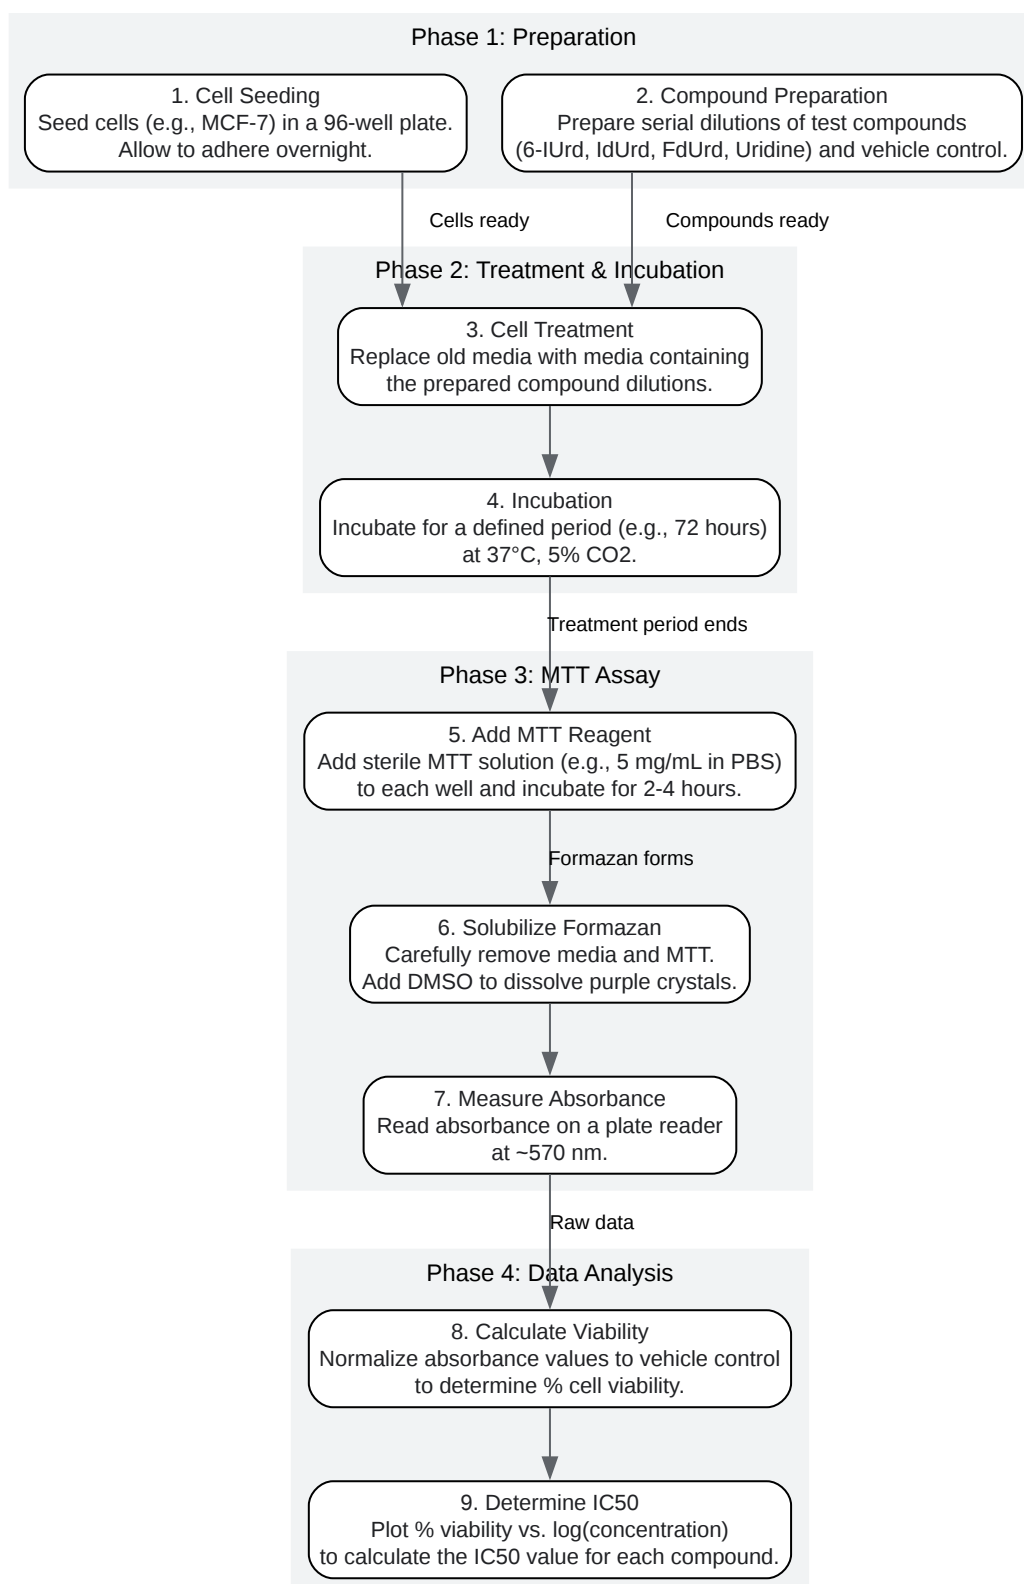 Phase 1: Preparation
1. Cell Seeding
Seed cells (e.g., MCF-7) in a 96-well plate.
Allow to adhere overnight.
2. Compound Preparation
Prepare serial dilutions of test compounds
(6-IUrd, IdUrd, FdUrd, Uridine) and vehicle control.
Cells ready
Compounds ready
Phase 2: Treatment & Incubation
3. Cell Treatment
Replace old media with media containing
the prepared compound dilutions.
4. Incubation
Incubate for a defined period (e.g., 72 hours)
at 37°C, 5% CO2.
Treatment period ends
Phase 3: MTT Assay
5. Add MTT Reagent
Add sterile MTT solution (e.g., 5 mg/mL in PBS)
to each well and incubate for 2-4 hours.
Formazan forms
6. Solubilize Formazan
Carefully remove media and MTT.
Add DMSO to dissolve purple crystals.
7. Measure Absorbance
Read absorbance on a plate reader
at ~570 nm.
Raw data
Phase 4: Data Analysis
8. Calculate Viability
Normalize absorbance values to vehicle control
to determine % cell viability.
9. Determine IC50
Plot % viability vs. log(concentration)
to calculate the IC50 value for each compound.